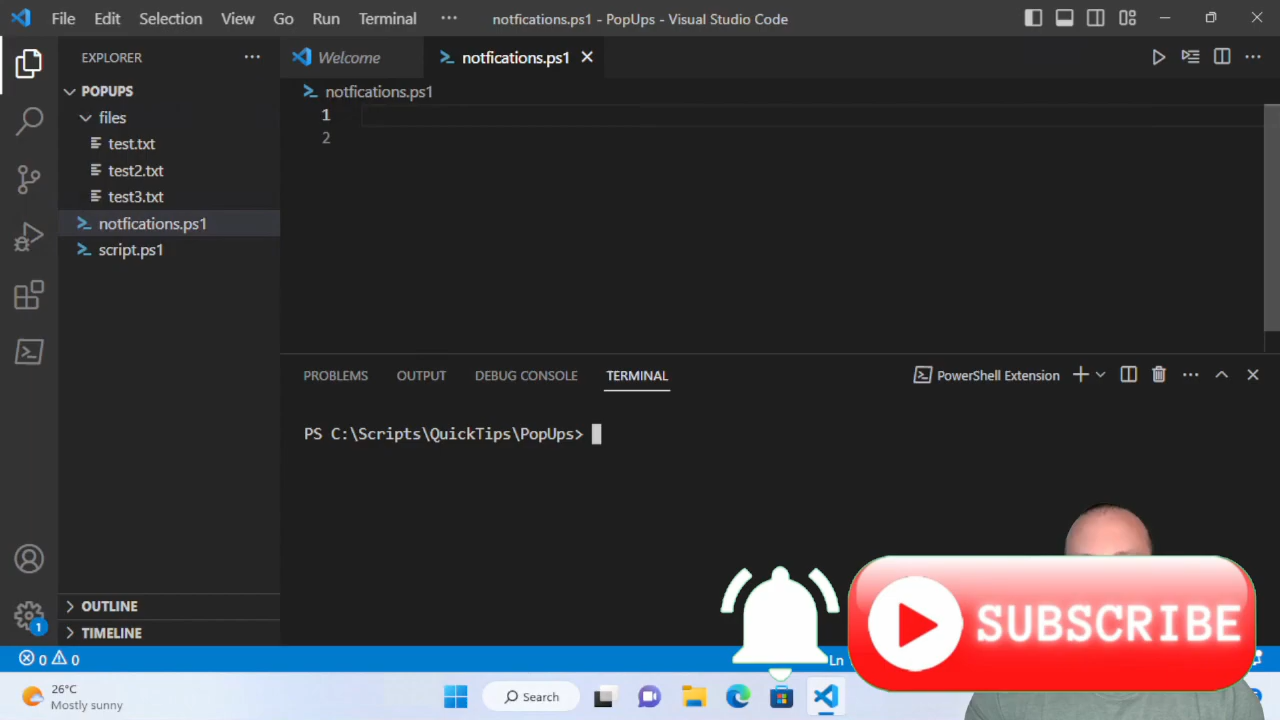 File Edit Selection View Go Run Terminal ··· notfications.ps1 - PopUps - Visual Studio Code
EXPLORER ···
Welcome
notfications.ps1
POPUPS
notfications.ps1
files
1
test.txt
2
test2.txt
test3.txt
notfications.ps1
script.ps1
PROBLEMS OUTPUT DEBUG CONSOLE TERMINAL
PowerShell Extension
PS C:\Scripts\QuickTips\PopUps>
OUTLINE
TIMELINE
1
SUBSCRIBE
0 0
Ln
26°C
Mostly sunny
Search